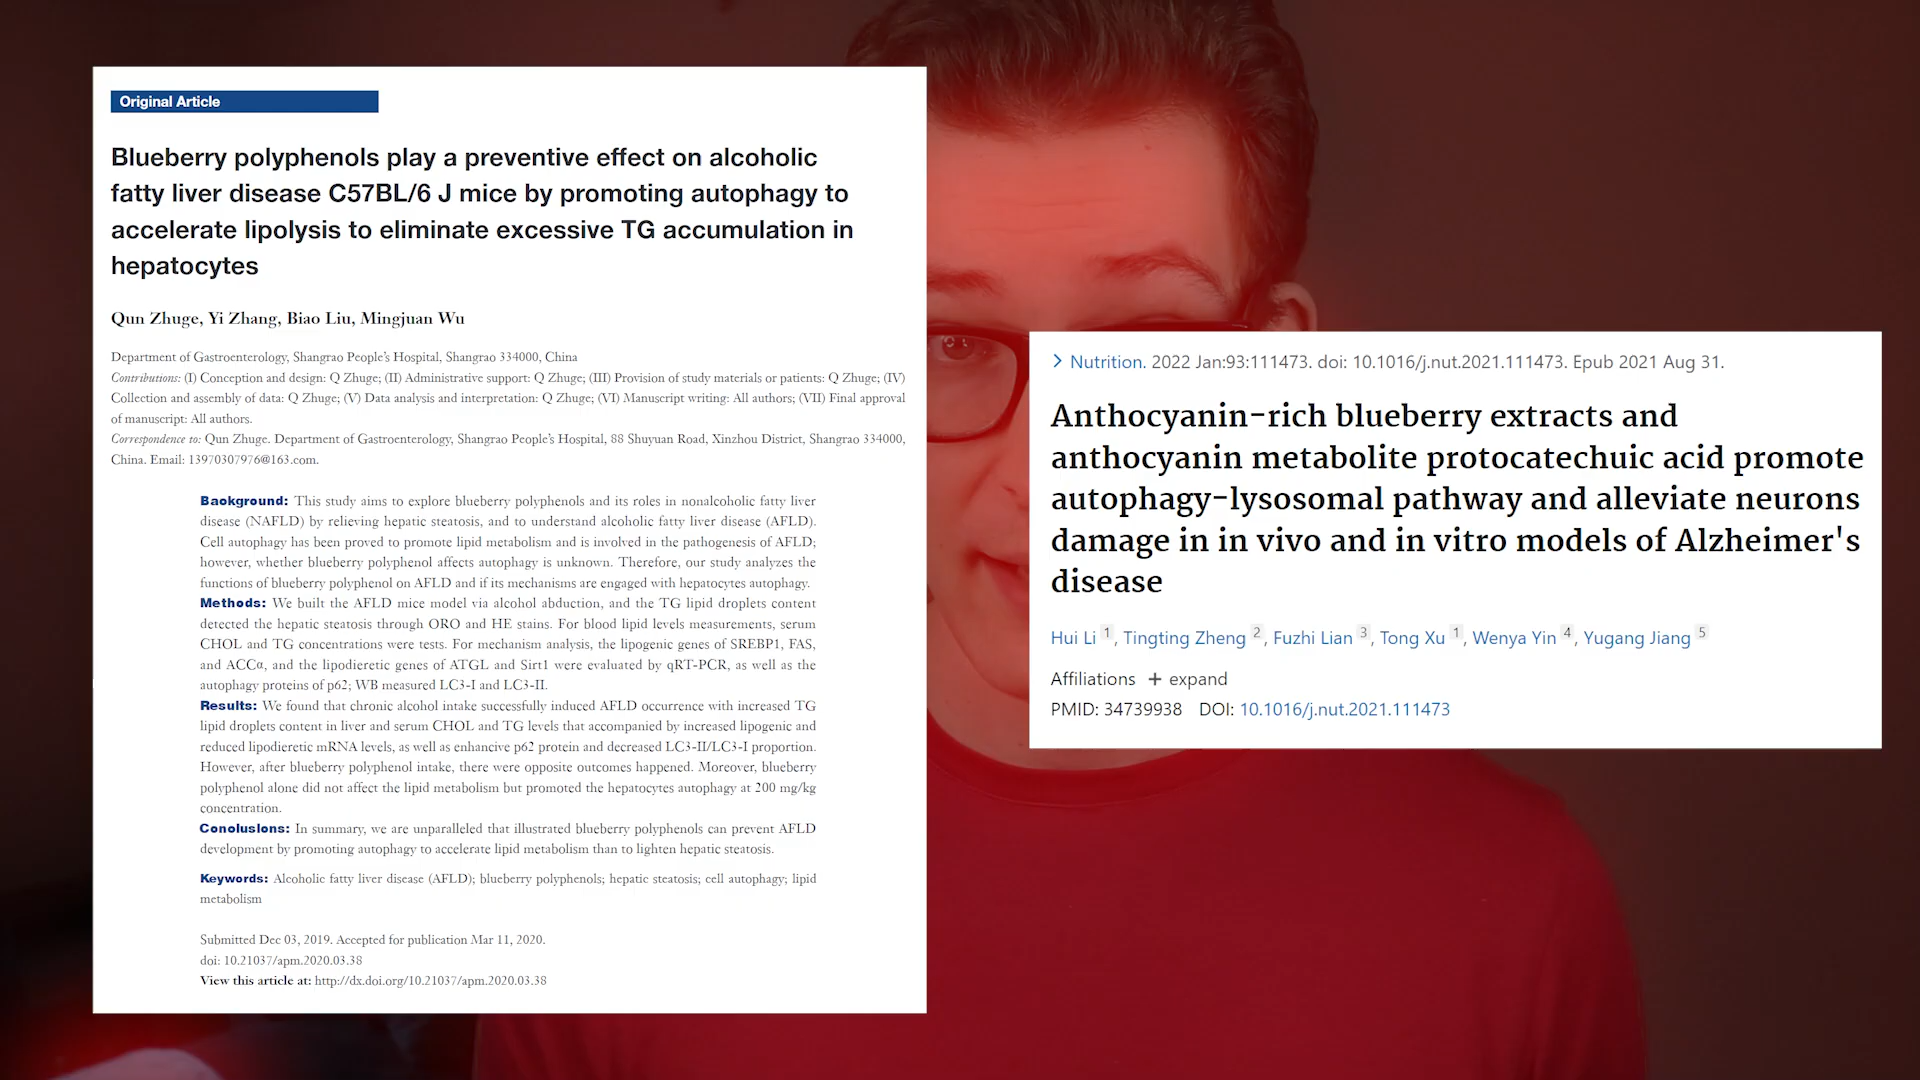 Original Article
Blueberry polyphenols play a preventive effect on alcoholic
fatty liver disease C57BL/6 J mice by promoting autophagy to
accelerate lipolysis to eliminate excessive TG accumulation in
hepatocytes
Qun Zhuge, Yi Zhang, Biao Liu, Mingjuan Wu
Department of Gastroenterology, Shangrao People's Hospital, Shangrao 334000, China
Contributions: (I) Conception and design: Q Zhuge; (II) Administrative support: Q Zhuge; (III) Provision of study materials or patients: Q Zhuge; (IV)
Collection and assembly of data: Q Zhuge; (V) Data analysis and interpretation: Q Zhuge; (VI) Manuscript writing: All authors; (VII) Final approval
of manuscript: All authors.
Correspondence to: Qun Zhuge. Department of Gastroenterology, Shangrao People's Hospital, 88 Shuyuan Road, Xinzhou District, Shangrao 334000,
China. Email: 13970307976@163.com.
Background: This study aims to explore blueberry polyphenols and its roles in nonalcoholic fatty liver
disease (NAFLD) by relieving hepatic steatosis, and to understand alcoholic fatty liver disease (AFLD).
Cell autophagy has been proved to promote lipid metabolism and is involved in the pathogenesis of AFLD;
however, whether blueberry polyphenol affects autophagy is unknown. Therefore, our study analyzes the
functions of blueberry polyphenol on AFLD and if its mechanisms are engaged with hepatocytes autophagy.
Methods: We built the AFLD mice model via alcohol abduction, and the TG lipid droplets content
detected the hepatic steatosis through ORO and HE stains. For blood lipid levels measurements, serum
CHOL and TG concentrations were tests. For mechanism analysis, the lipogenic genes of SREBP1, FAS,
and ACCα, and the lipodieretic genes of ATGL and Sirt1 were evaluated by qRT-PCR, as well as the
autophagy proteins of p62; WB measured LC3-I and LC3-II.
Results: We found that chronic alcohol intake successfully induced AFLD occurrence with increased TG
lipid droplets content in liver and serum CHOL and TG levels that accompanied by increased lipogenic and
reduced lipodieretic mRNA levels, as well as enhancive p62 protein and decreased LC3-II/LC3-I proportion.
However, after blueberry polyphenol intake, there were opposite outcomes happened. Moreover, blueberry
polyphenol alone did not affect the lipid metabolism but promoted the hepatocytes autophagy at 200 mg/kg
concentration.
Conclusions: In summary, we are unparalleled that illustrated blueberry polyphenols can prevent AFLD
development by promoting autophagy to accelerate lipid metabolism than to lighten hepatic steatosis.
Keywords: Alcoholic fatty liver disease (AFLD); blueberry polyphenols; hepatic steatosis; cell autophagy; lipid
metabolism
Submitted Dec 03, 2019. Accepted for publication Mar 11, 2020.
doi: 10.21037/apm.2020.03.38
View this article at: http://dx.doi.org/10.21037/apm.2020.03.38
> Nutrition. 2022 Jan:93:111473. doi: 10.1016/j.nut.2021.111473. Epub 2021 Aug 31.
Anthocyanin-rich blueberry extracts and
anthocyanin metabolite protocatechuic acid promote
autophagy-lysosomal pathway and alleviate neurons
damage in in vivo and in vitro models of Alzheimer's
disease
Hui Li 1, Tingting Zheng 2, Fuzhi Lian 3, Tong Xu 1, Wenya Yin 4, Yugang Jiang 5
Affiliations + expand
PMID: 34739938 DOI: 10.1016/j.nut.2021.111473